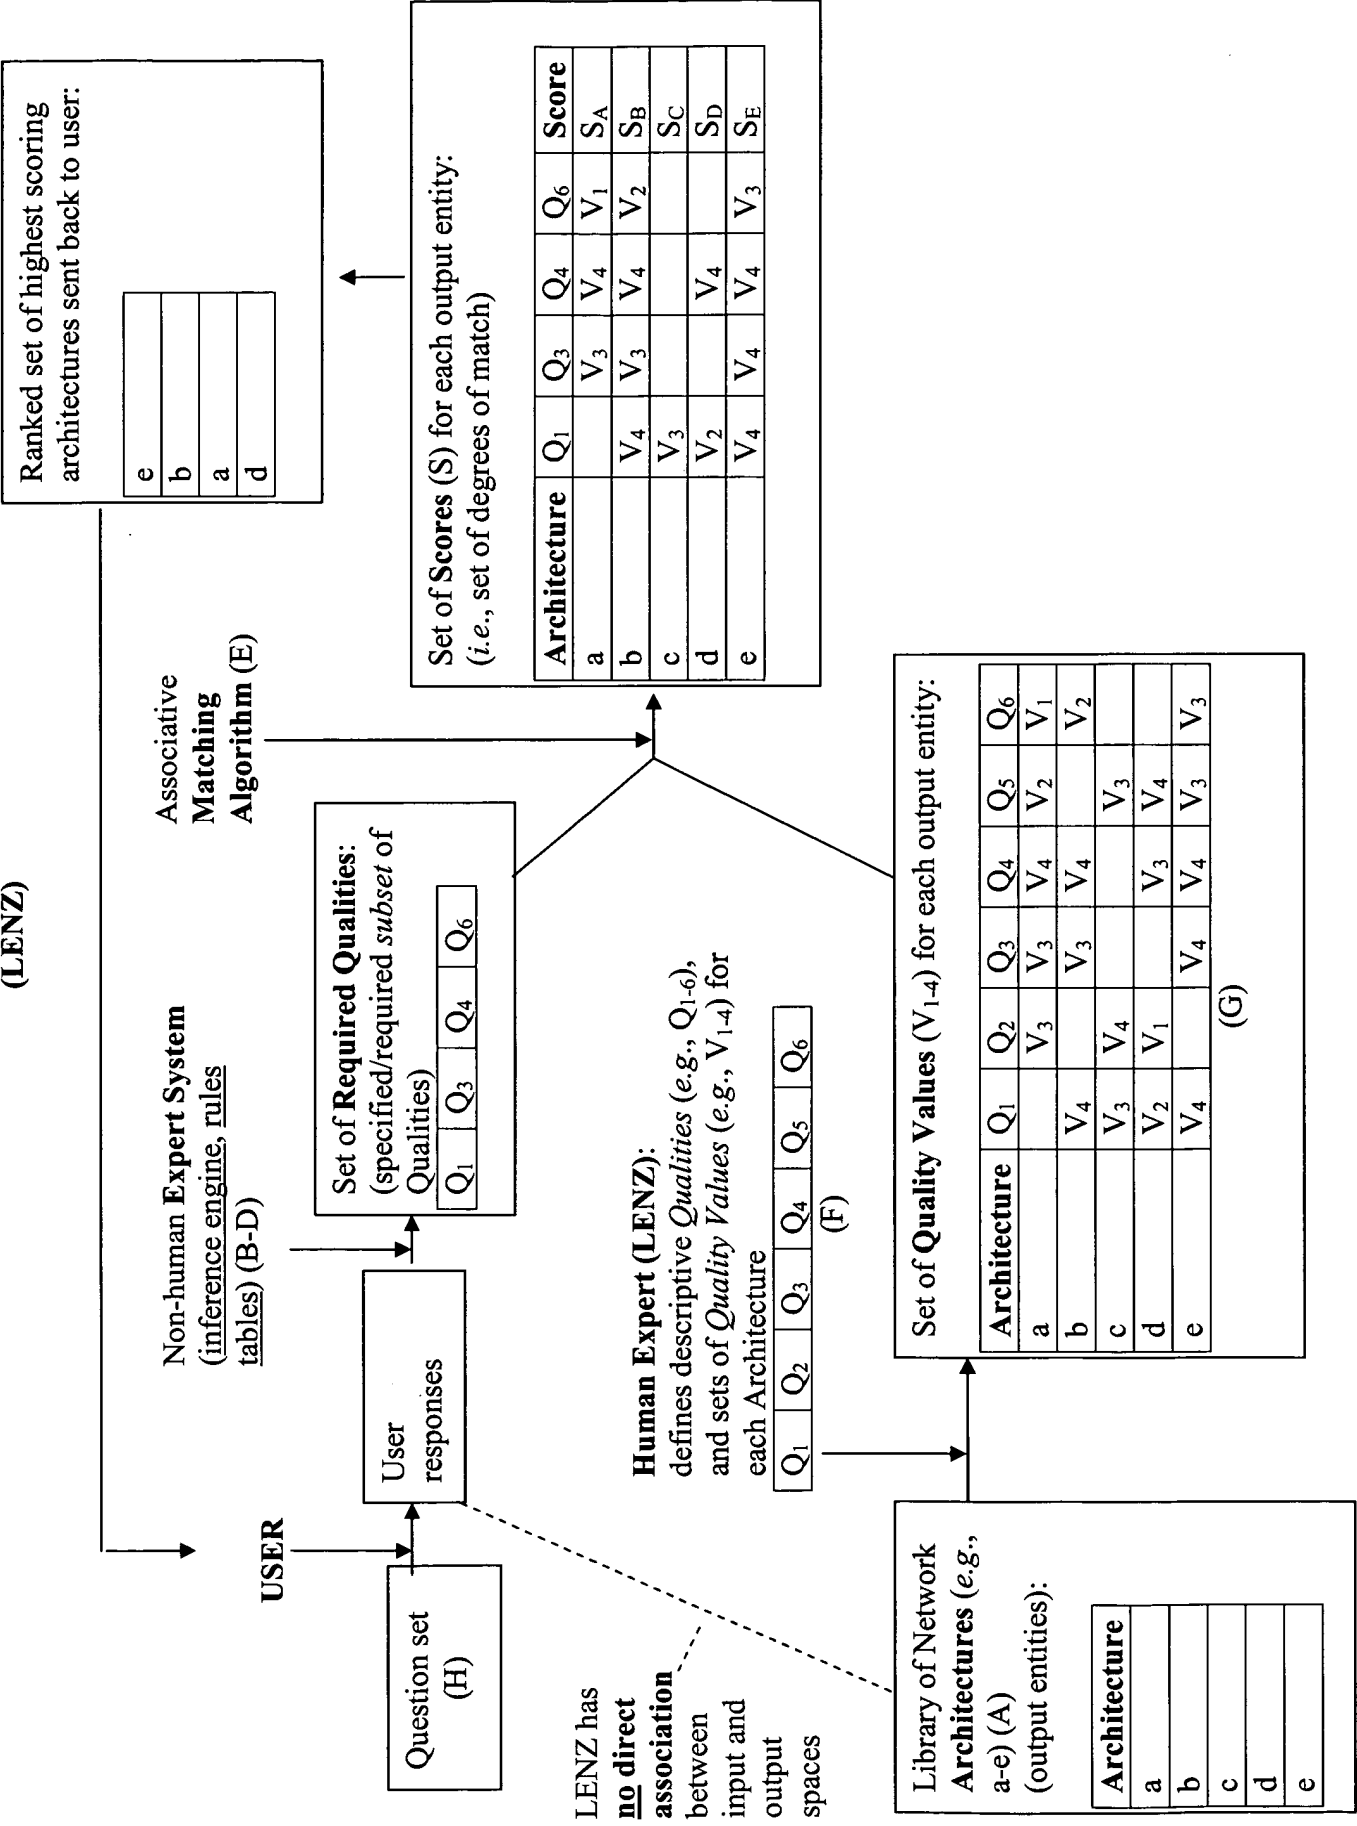 (LENZ)
Ranked set of highest scoring
architectures sent back to user:
e
b
a
d
USER
Non-human Expert System
(inference engine, rules
tables) (B-D)
Associative
Matching
Algorithm (E)
Question set
(H)
User
responses
Set of Required Qualities:
(specified/required subset of
Qualities)
Q1 Q3 Q4 Q6
Set of Scores (S) for each output entity:
(i.e., set of degrees of match)
Architecture Q1 Q3 Q4 Q6 Score
a V3 V4 V1 SA
b V4 V3 V4 V2 SB
c V3 SC
d V2 V4 SD
e V4 V4 V4 V3 SE
LENZ has
no direct
association
between
input and
output
spaces
Human Expert (LENZ):
defines descriptive Qualities (e.g., Q1-6),
and sets of Quality Values (e.g., V1-4) for
each Architecture
Q1 Q2 Q3 Q4 Q5 Q6
(F)
Library of Network
Architectures (e.g.,
a-e) (A)
(output entities):
Architecture
a
b
c
d
e
Set of Quality Values (V1-4) for each output entity:
Architecture Q1 Q2 Q3 Q4 Q5 Q6
a V3 V3 V4 V2 V1
b V4 V3 V4 V2
c V3 V4 V3
d V2 V1 V3 V4
e V4 V4 V4 V3 V3
(G)